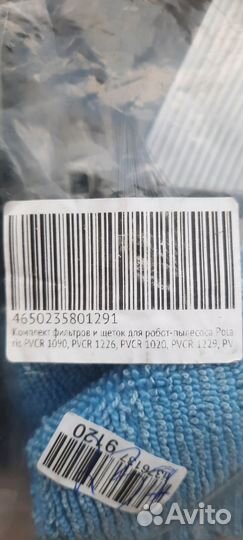 4650235801291
Комплект фильтров и щеток для робот-пылесоса Pola
ris PVCR 1090, PVCR 1226, PVCR 1020, PVCR 1229, PV
Avito